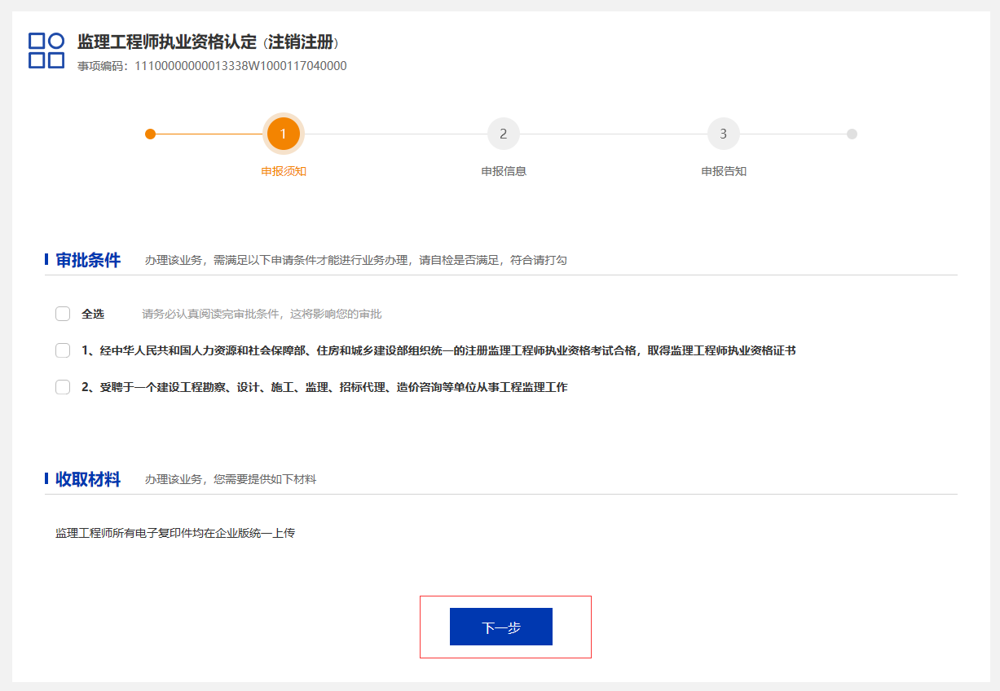 监理工程师执业资格认定（注销注册）
事项编码：11100000000013338W1000117040000
1 2 3
申报须知 申报信息 申报告知
审批条件 办理该业务，需满足以下申请条件才能进行业务办理，请自检是否满足，符合请打勾
全选 请务必认真阅读完审批条件，这将影响您的审批
1、经中华人民共和国人力资源和社会保障部、住房和城乡建设部组织统一的注册监理工程师执业资格考试合格，取得监理工程师执业资格证书
2、受聘于一个建设工程勘察、设计、施工、监理、招标代理、造价咨询等单位从事工程监理工作
收取材料 办理该业务，您需要提供如下材料
监理工程师所有电子复印件均在企业版统一上传
下一步